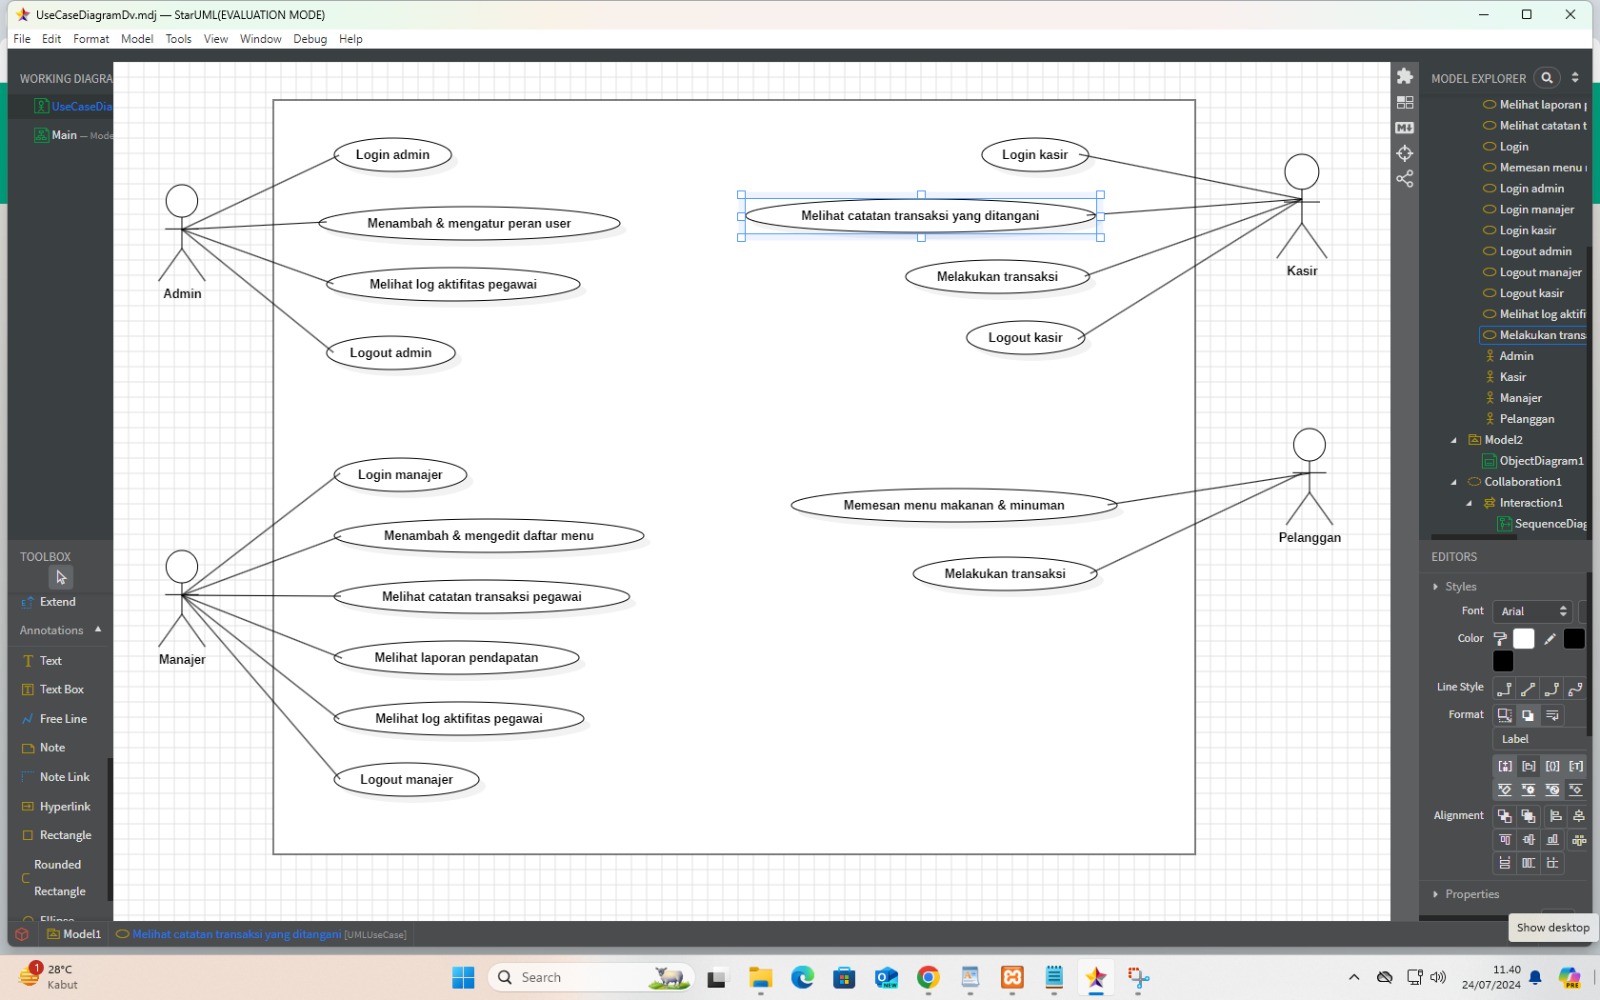 UseCaseDiagramDv.mdj — StarUML(EVALUATION MODE)
File Edit Format Model Tools View Window Debug Help
WORKING DIAGRA
UseCaseDia
Main — Mode
TOOLBOX
Extend
Annotations
Text
Text Box
Free Line
Note
Note Link
Hyperlink
Rectangle
Rounded
Rectangle
Ellipse
Login admin
Menambah & mengatur peran user
Melihat log aktifitas pegawai
Logout admin
Admin
Login manajer
Menambah & mengedit daftar menu
Melihat catatan transaksi pegawai
Melihat laporan pendapatan
Melihat log aktifitas pegawai
Logout manajer
Manajer
Login kasir
Melihat catatan transaksi yang ditangani
Melakukan transaksi
Logout kasir
Kasir
Memesan menu makanan & minuman
Melakukan transaksi
Pelanggan
MODEL EXPLORER
Melihat laporan p
Melihat catatan t
Login
Memesan menu
Login admin
Login manajer
Login kasir
Logout admin
Logout manajer
Logout kasir
Melihat log aktifi
Melakukan trans
Admin
Kasir
Manajer
Pelanggan
Model2
ObjectDiagram1
Collaboration1
Interaction1
SequenceDiag
EDITORS
Styles
Font Arial
Color
Line Style
Format
Label
Alignment
Properties
Show desktop
Model1 Melihat catatan transaksi yang ditangani [UMLUseCase]
1
28°C
Kabut
Search
NEW
PRE
11.40
24/07/2024